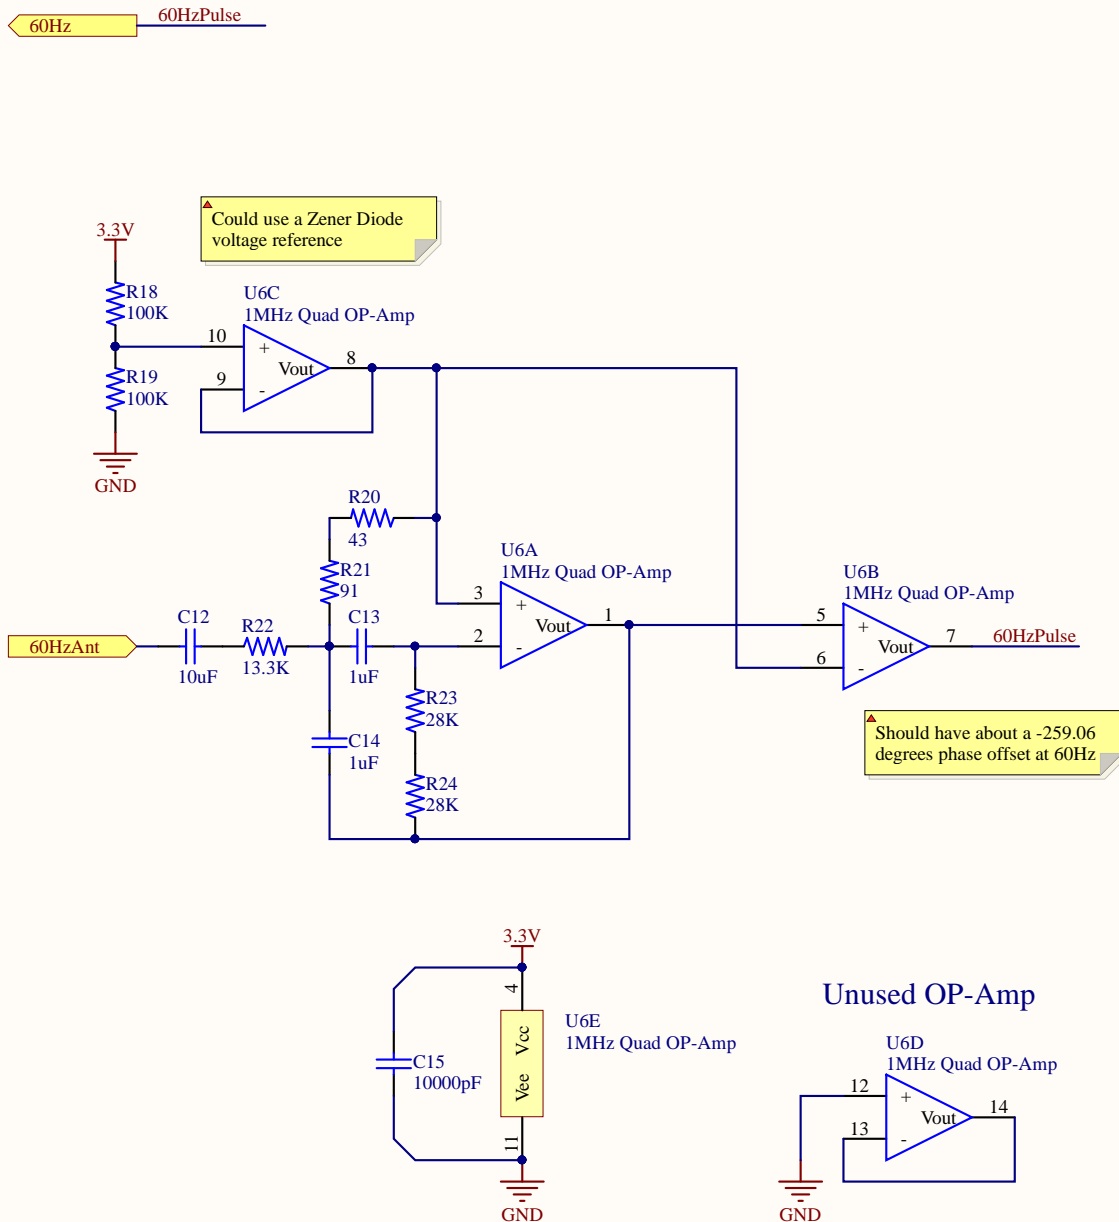 60Hz
60HzPulse
Could use a Zener Diode
voltage reference
3.3V
R18
100K
R19
100K
GND
U6C
1MHz Quad OP-Amp
10
+
Vout
8
9
-
R20
43
R21
91
U6A
1MHz Quad OP-Amp
3
+
Vout
1
2
-
U6B
1MHz Quad OP-Amp
5
+
Vout
7
6
-
60HzPulse
60HzAnt
C12
10uF
R22
13.3K
C13
1uF
C14
1uF
R23
28K
R24
28K
Should have about a -259.06
degrees phase offset at 60Hz
3.3V
4
Vcc
Vee
11
GND
U6E
1MHz Quad OP-Amp
C15
10000pF
Unused OP-Amp
U6D
1MHz Quad OP-Amp
12
+
Vout
14
13
-
GND